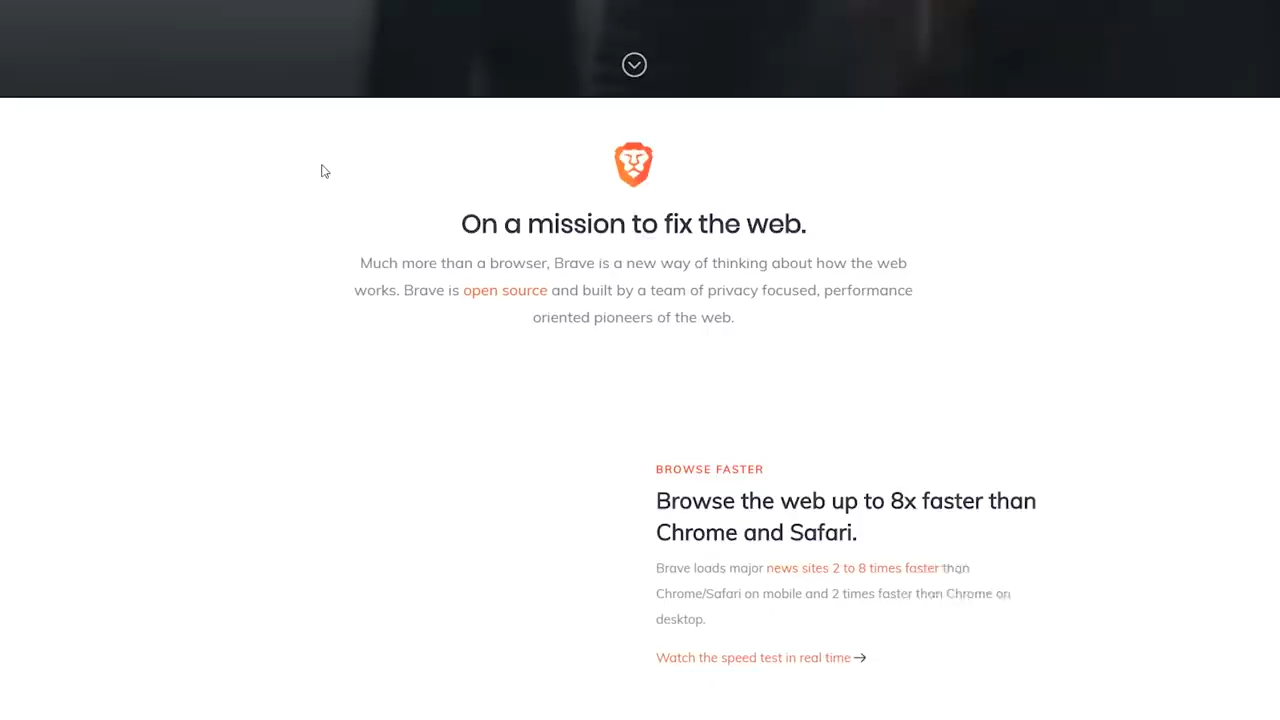 On a mission to fix the web.
Much more than a browser, Brave is a new way of thinking about how the web
works. Brave is open source and built by a team of privacy focused, performance
oriented pioneers of the web.
BROWSE FASTER
Browse the web up to 8x faster than
Chrome and Safari.
Brave loads major news sites 2 to 8 times faster than
Chrome/Safari on mobile and 2 times faster than Chrome on
desktop.
Watch the speed test in real time →